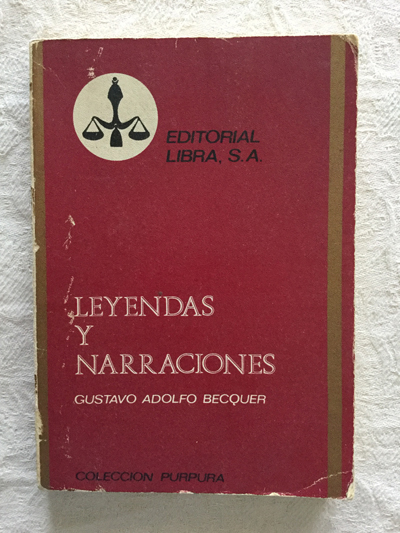 EDITORIAL
LIBRA, S.A.
LEYENDAS
Y
NARRACIONES
GUSTAVO ADOLFO BECQUER
COLECCION PURPURA